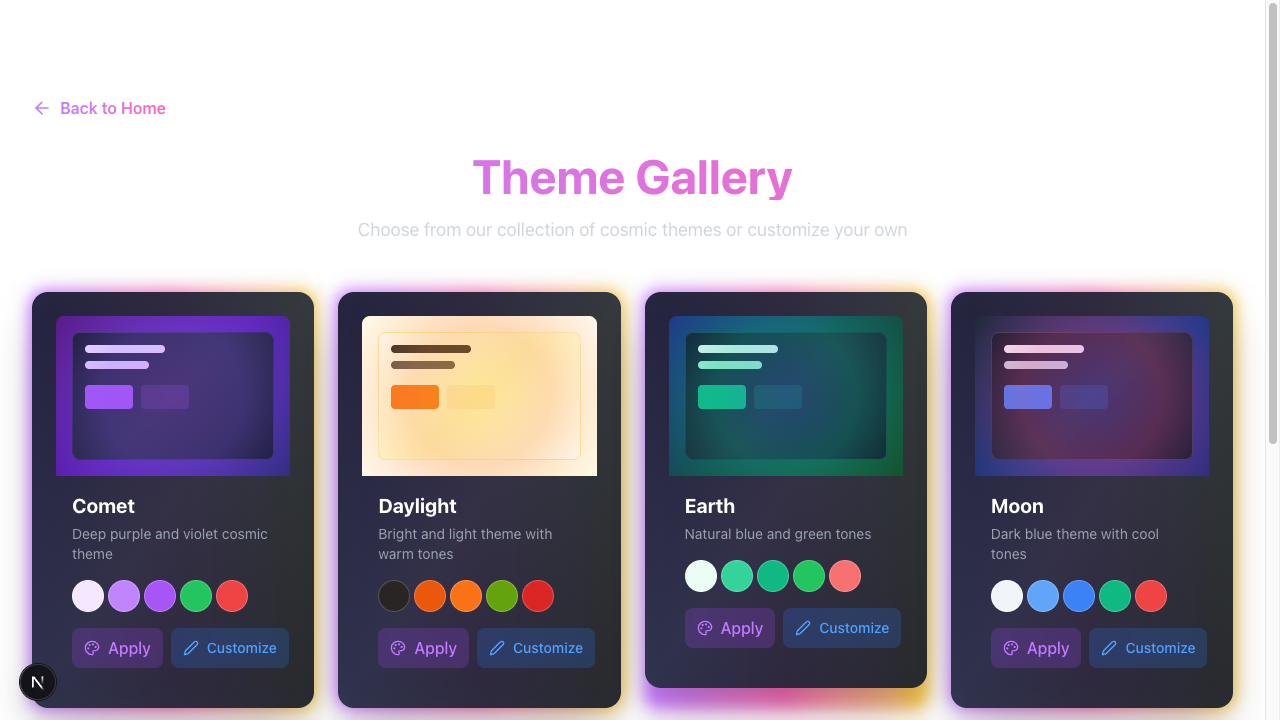 Back to Home
Theme Gallery
Choose from our collection of cosmic themes or customize your own
Comet
Deep purple and violet cosmic
theme
Apply
Customize
Daylight
Bright and light theme with
warm tones
Apply
Customize
Earth
Natural blue and green tones
Apply
Customize
Moon
Dark blue theme with cool
tones
Apply
Customize
N